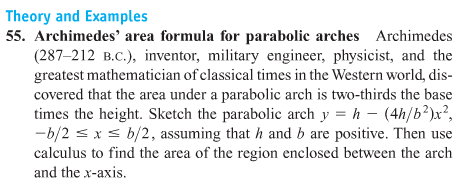 Theory and Examples
55. Archimedes' area formula for parabolic arches Archimedes
(287–212 B.C.), inventor, military engineer, physicist, and the
greatest mathematician of classical times in the Western world, dis-
covered that the area under a parabolic arch is two-thirds the base
times the height. Sketch the parabolic arch y = h − (4h/b²)x²,
−b/2 ≤ x ≤ b/2, assuming that h and b are positive. Then use
calculus to find the area of the region enclosed between the arch
and the x-axis.